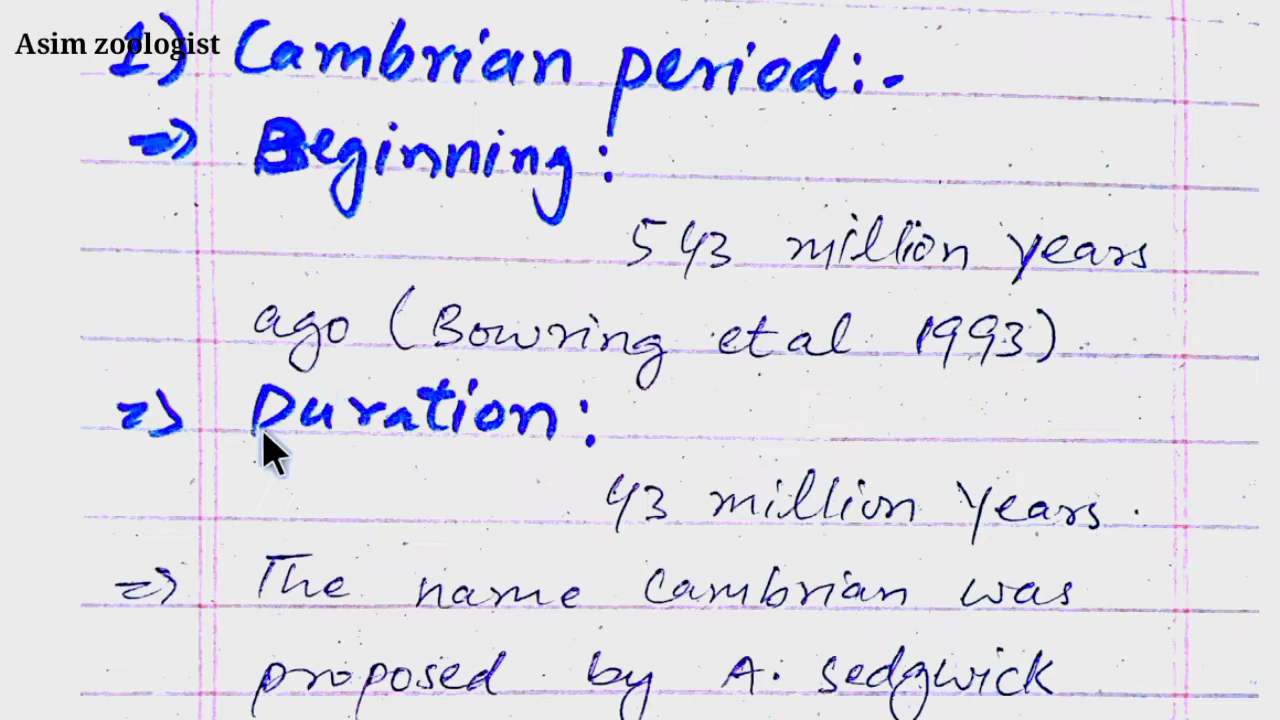 Asim zoologist
1) Cambrian period:-
=> Beginning:
543 million years
ago (Bowring et al 1993).
=> Duration:
43 million years.
=> The name Cambrian was
proposed by A. Sedgwick